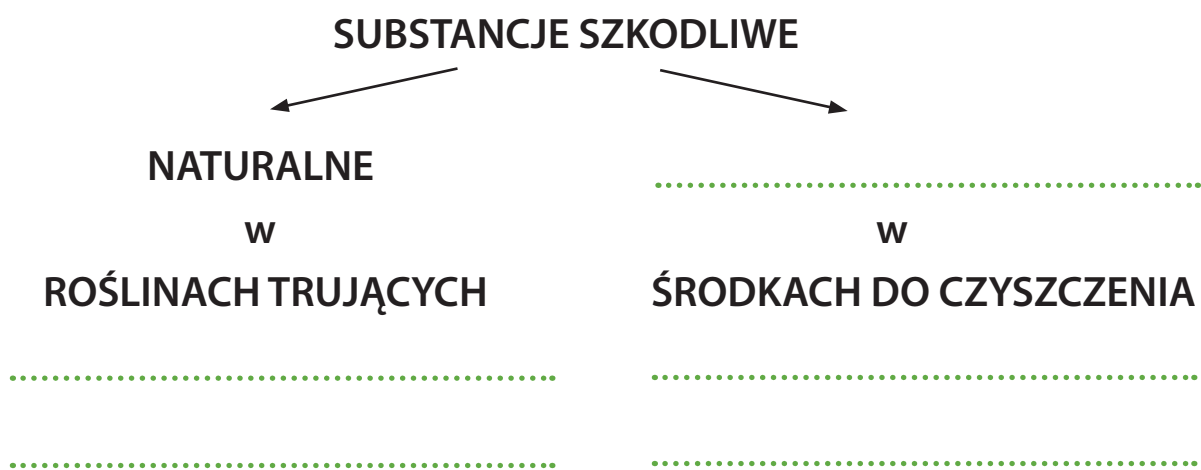 SUBSTANCJE SZKODLIWE
NATURALNE
w
ROŚLINACH TRUJĄCYCH
w
ŚRODKACH DO CZYSZCZENIA